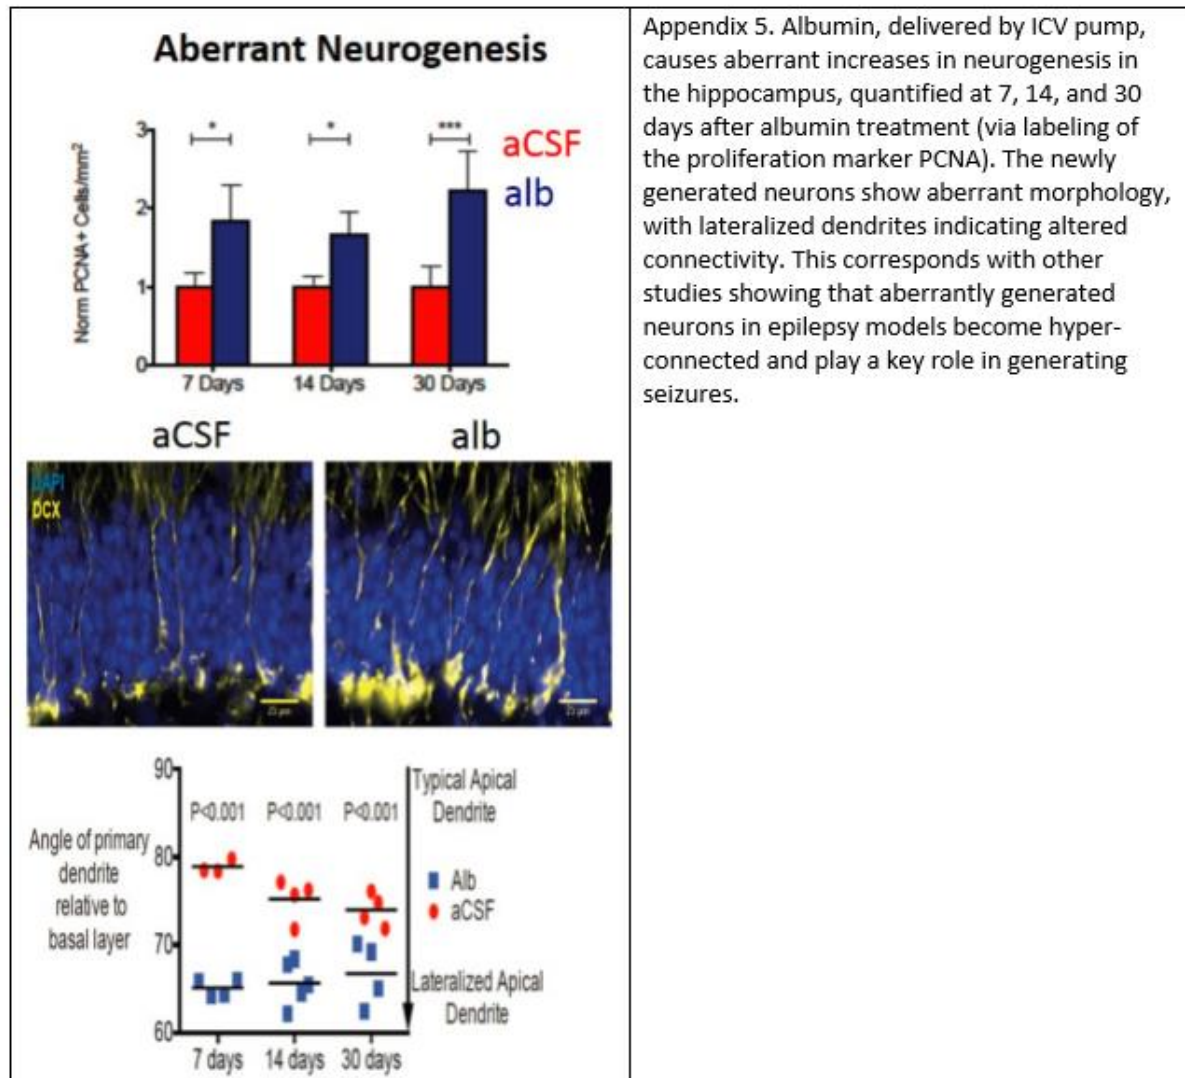 Aberrant Neurogenesis
3
2
1
0
Norm PCNA+ Cells/mm²
*
*
***
aCSF
alb
7 Days
14 Days
30 Days
aCSF
alb
DAPI
DCX
90
80
70
60
Angle of primary
dendrite
relative to
basal layer
P<0.001
P<0.001
P<0.001
Typical Apical
Dendrite
Alb
aCSF
Lateralized Apical
Dendrite
7 days
14 days
30 days
Appendix 5. Albumin, delivered by ICV pump,
causes aberrant increases in neurogenesis in
the hippocampus, quantified at 7, 14, and 30
days after albumin treatment (via labeling of
the proliferation marker PCNA). The newly
generated neurons show aberrant morphology,
with lateralized dendrites indicating altered
connectivity. This corresponds with other
studies showing that aberrantly generated
neurons in epilepsy models become hyper-
connected and play a key role in generating
seizures.